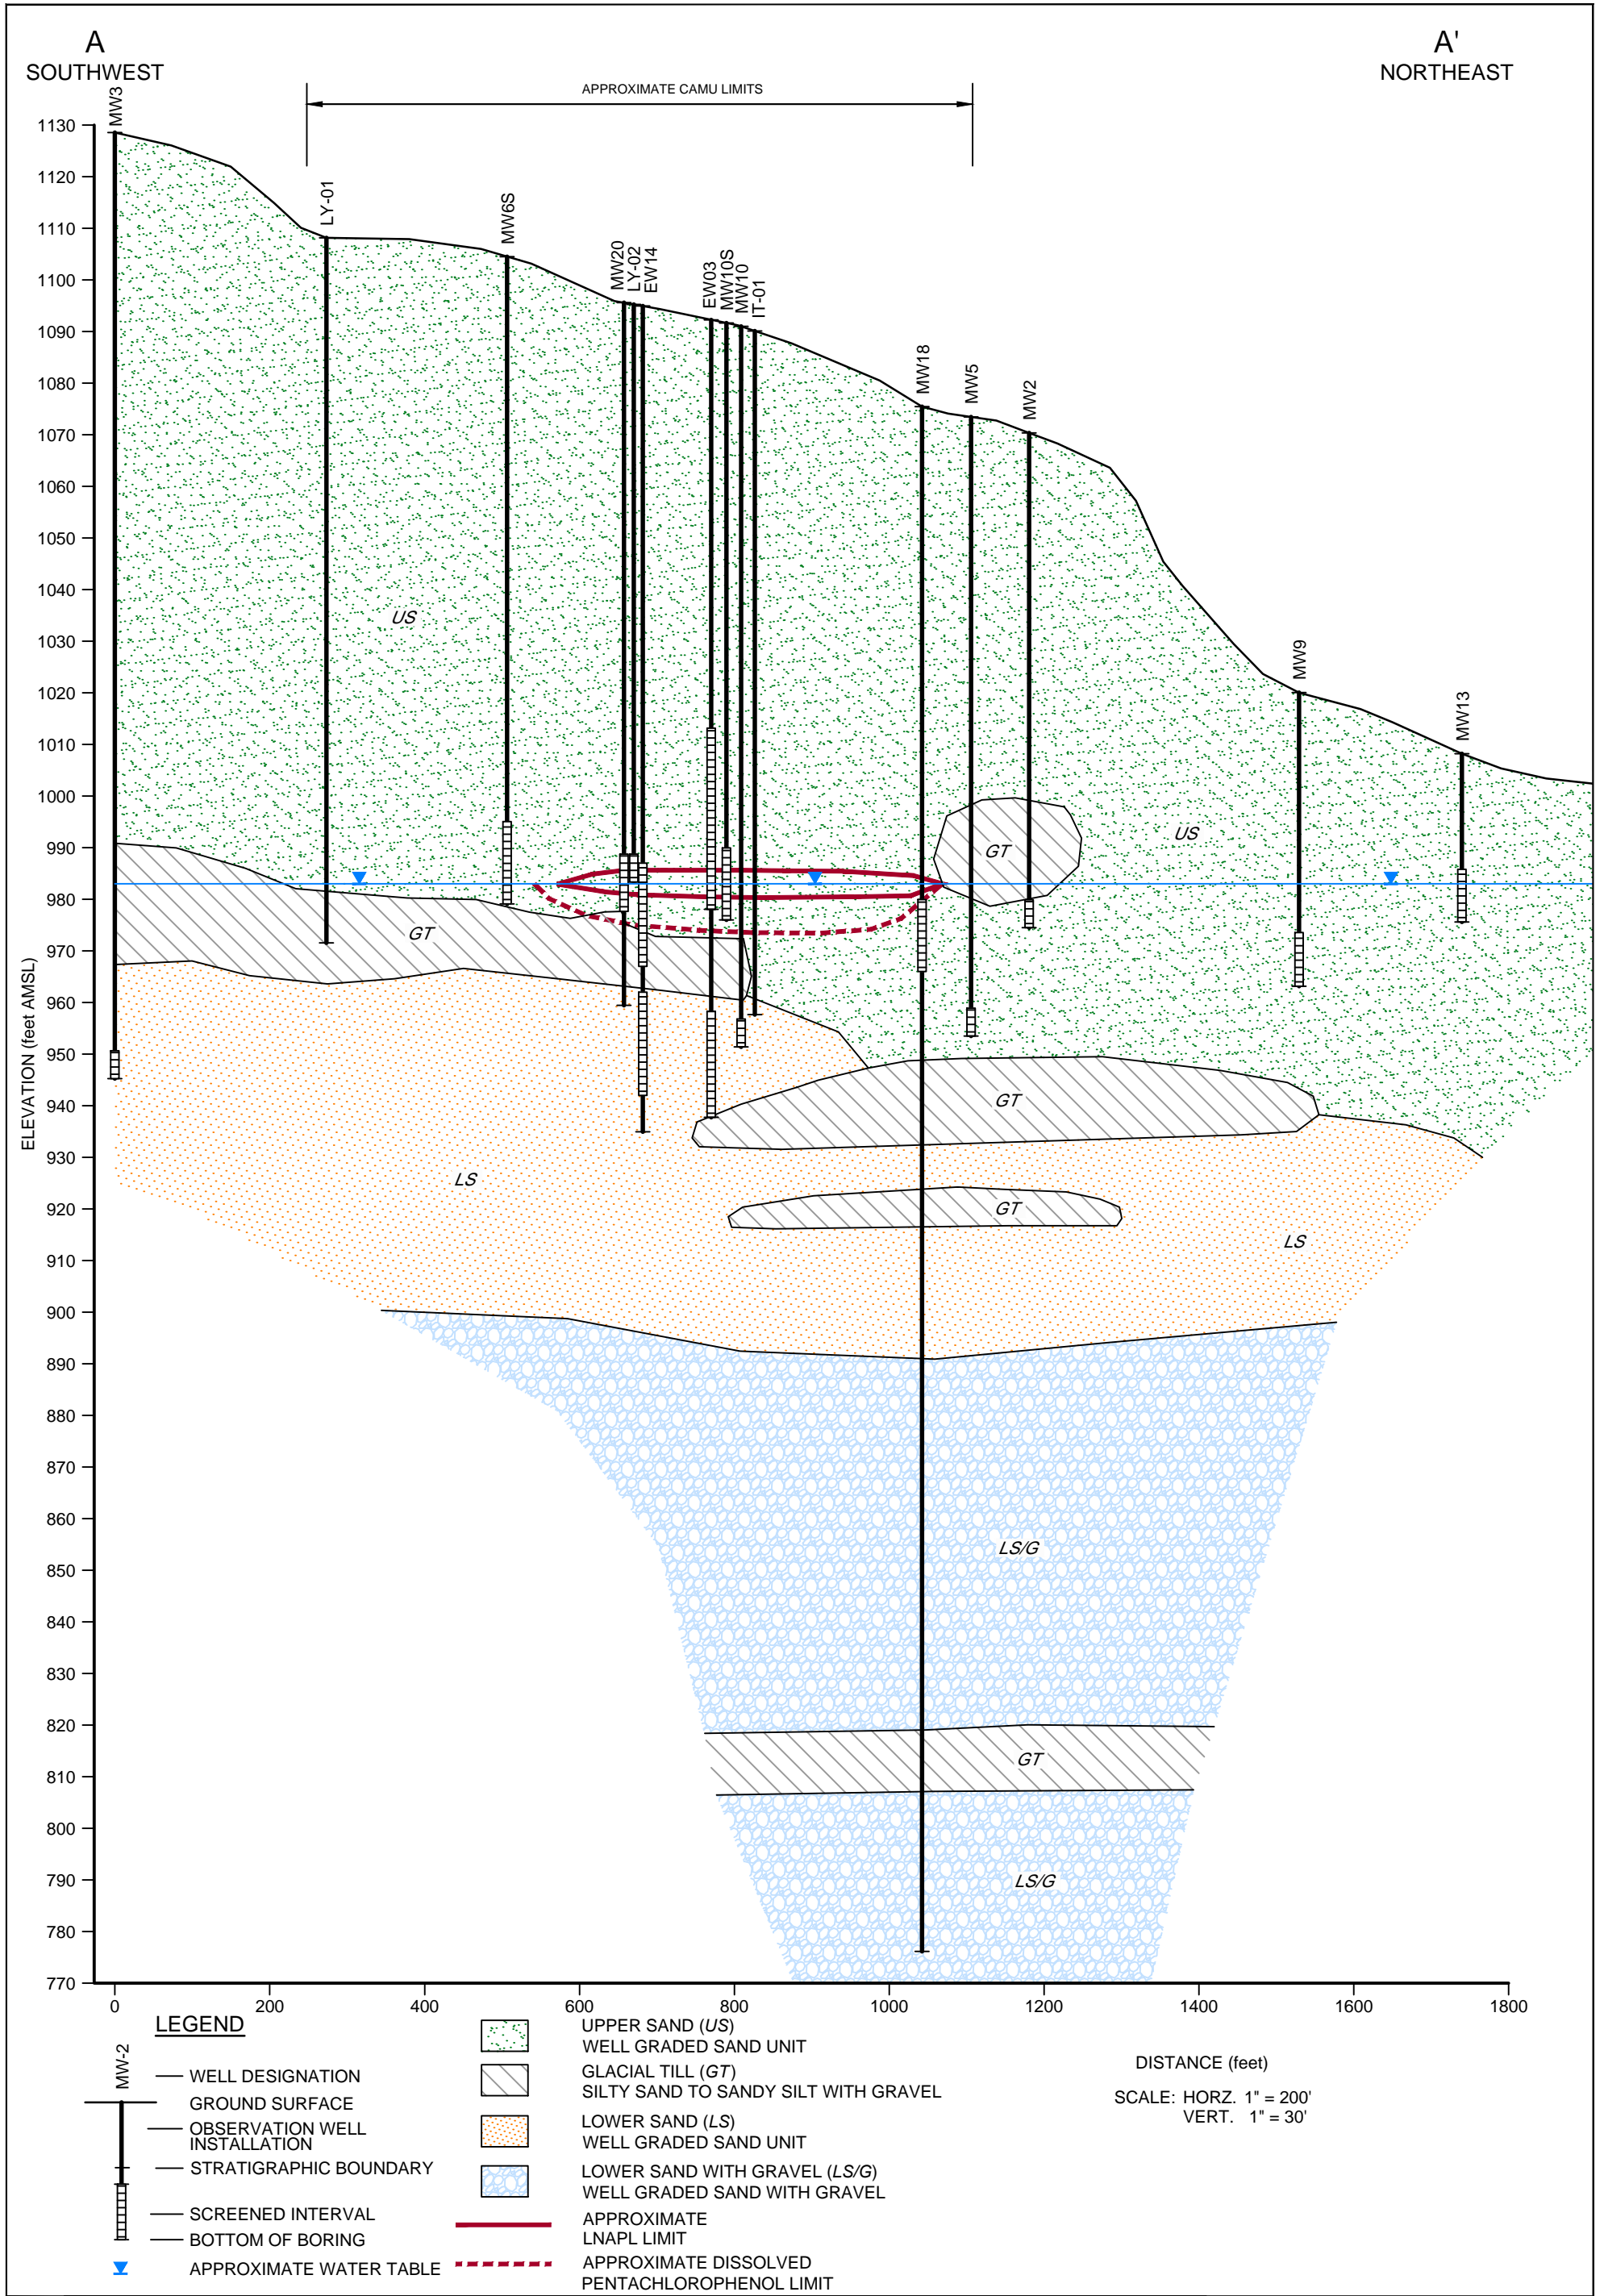 A
SOUTHWEST
A'
NORTHEAST
APPROXIMATE CAMU LIMITS
MW3
LY-01
MW6S
MW20
LY-02
EW14
EW03
MW10S
MW10
IT-01
MW18
MW5
MW2
MW9
MW13
1130
1120
1110
1100
1090
1080
1070
1060
1050
1040
1030
1020
1010
1000
990
980
970
960
950
940
930
920
910
900
890
880
870
860
850
840
830
820
810
800
790
780
770
ELEVATION (feet AMSL)
US
US
GT
GT
GT
LS
GT
LS
LS/G
GT
LS/G
0 200 400 600 800 1000 1200 1400 1600 1800
DISTANCE (feet)
SCALE: HORZ. 1" = 200'
VERT. 1" = 30'
LEGEND
MW-2
WELL DESIGNATION
GROUND SURFACE
OBSERVATION WELL
INSTALLATION
STRATIGRAPHIC BOUNDARY
SCREENED INTERVAL
BOTTOM OF BORING
APPROXIMATE WATER TABLE
UPPER SAND (US)
WELL GRADED SAND UNIT
GLACIAL TILL (GT)
SILTY SAND TO SANDY SILT WITH GRAVEL
LOWER SAND (LS)
WELL GRADED SAND UNIT
LOWER SAND WITH GRAVEL (LS/G)
WELL GRADED SAND WITH GRAVEL
APPROXIMATE
LNAPL LIMIT
APPROXIMATE DISSOLVED
PENTACHLOROPHENOL LIMIT